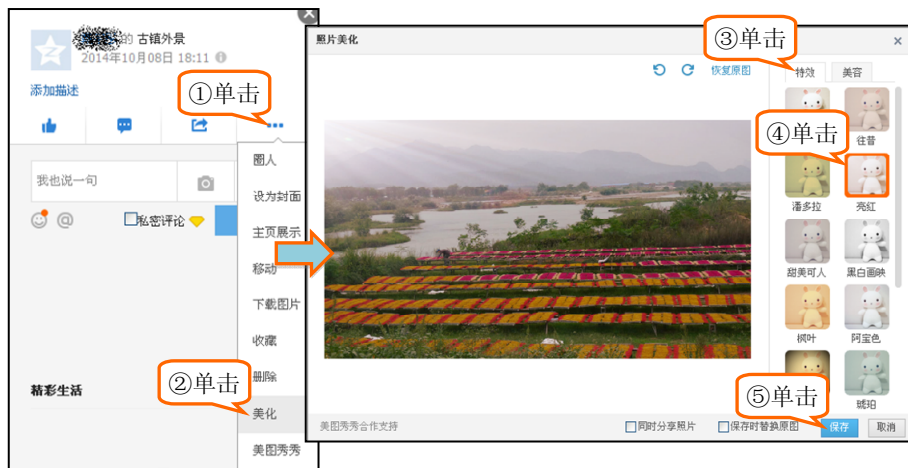 的 古镇外景
2014年10月08日 18:11
添加描述
①单击
圈人
我也说一句
设为封面
@
私密评论
主页展示
移动
下载图片
收藏
删除
②单击
精彩生活
美化
美图秀秀
照片美化
③单击
恢复原图
特效
美容
④单击
往昔
潘多拉
亮红
甜美可人
黑白画映
枫叶
阿宝色
⑤单击
琥珀
美图秀秀合作支持
同时分享照片
保存时替换原图
保存
取消